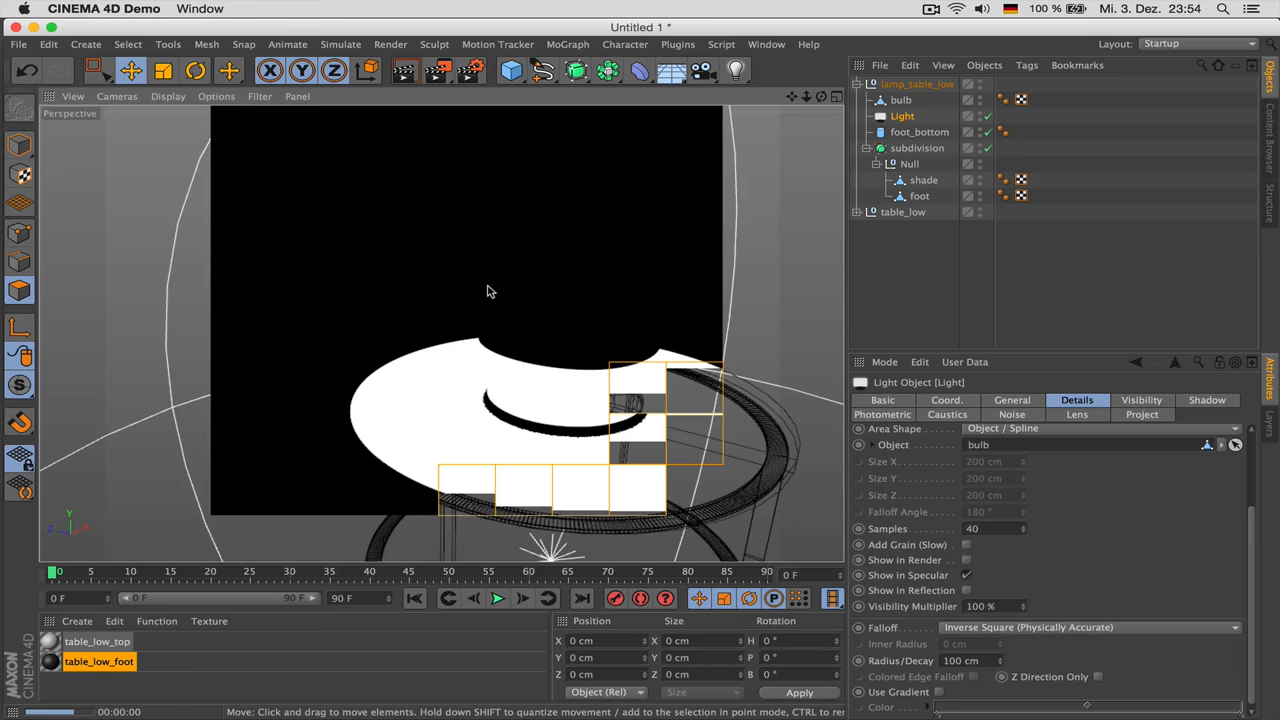 CINEMA 4D Demo Window 100 % Mi. 3. Dez. 23:54
Untitled 1 *
File Edit Create Select Tools Mesh Snap Animate Simulate Render Sculpt Motion Tracker MoGraph Character Plugins Script Window Help Layout: Startup
X Y Z
File Edit View Objects Tags Bookmarks
View Cameras Display Options Filter Panel
Perspective
lamp_table_low
bulb
Light
foot_bottom
subdivision
Null
shade
foot
table_low
Objects
Content Browser
Structure
Mode Edit User Data
Light Object [Light]
Basic Coord. General Details Visibility Shadow
Photometric Caustics Noise Lens Project
Area Shape Object / Spline
Object bulb
Size X 200 cm
Size Y 200 cm
Size Z 200 cm
Falloff Angle 180 °
Samples 40
Add Grain (Slow)
Show in Render
Show in Specular
Show in Reflection
Visibility Multiplier 100 %
Falloff Inverse Square (Physically Accurate)
Inner Radius 0 cm
Radius/Decay 100 cm
Colored Edge Falloff Z Direction Only
Use Gradient
Color
Attributes
Layers
Y
Z X
0 5 10 15 20 25 30 35 40 45 50 55 60 65 70 75 80 85 90 0 F
0 F 0 F 90 F 90 F
Create Edit Function Texture
table_low_top
table_low_foot
Position Size Rotation
X 0 cm X 0 cm H 0 °
Y 0 cm Y 0 cm P 0 °
Z 0 cm Z 0 cm B 0 °
Object (Rel) Size Apply
MAXON
CINEMA 4D
00:00:00 Move: Click and drag to move elements. Hold down SHIFT to quantize movement / add to the selection in point mode, CTRL to re